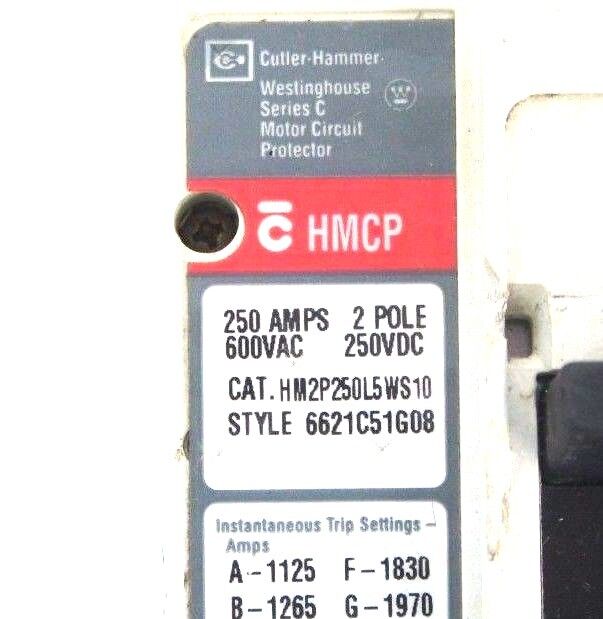 Cutler-Hammer
Westinghouse
Series C
Motor Circuit
Protector
W
C HMCP
250 AMPS 2 POLE
600VAC 250VDC
CAT. HM2P250L5WS10
STYLE 6621C51G08
Instantaneous Trip Settings –
Amps
A-1125 F-1830
B-1265 G-1970